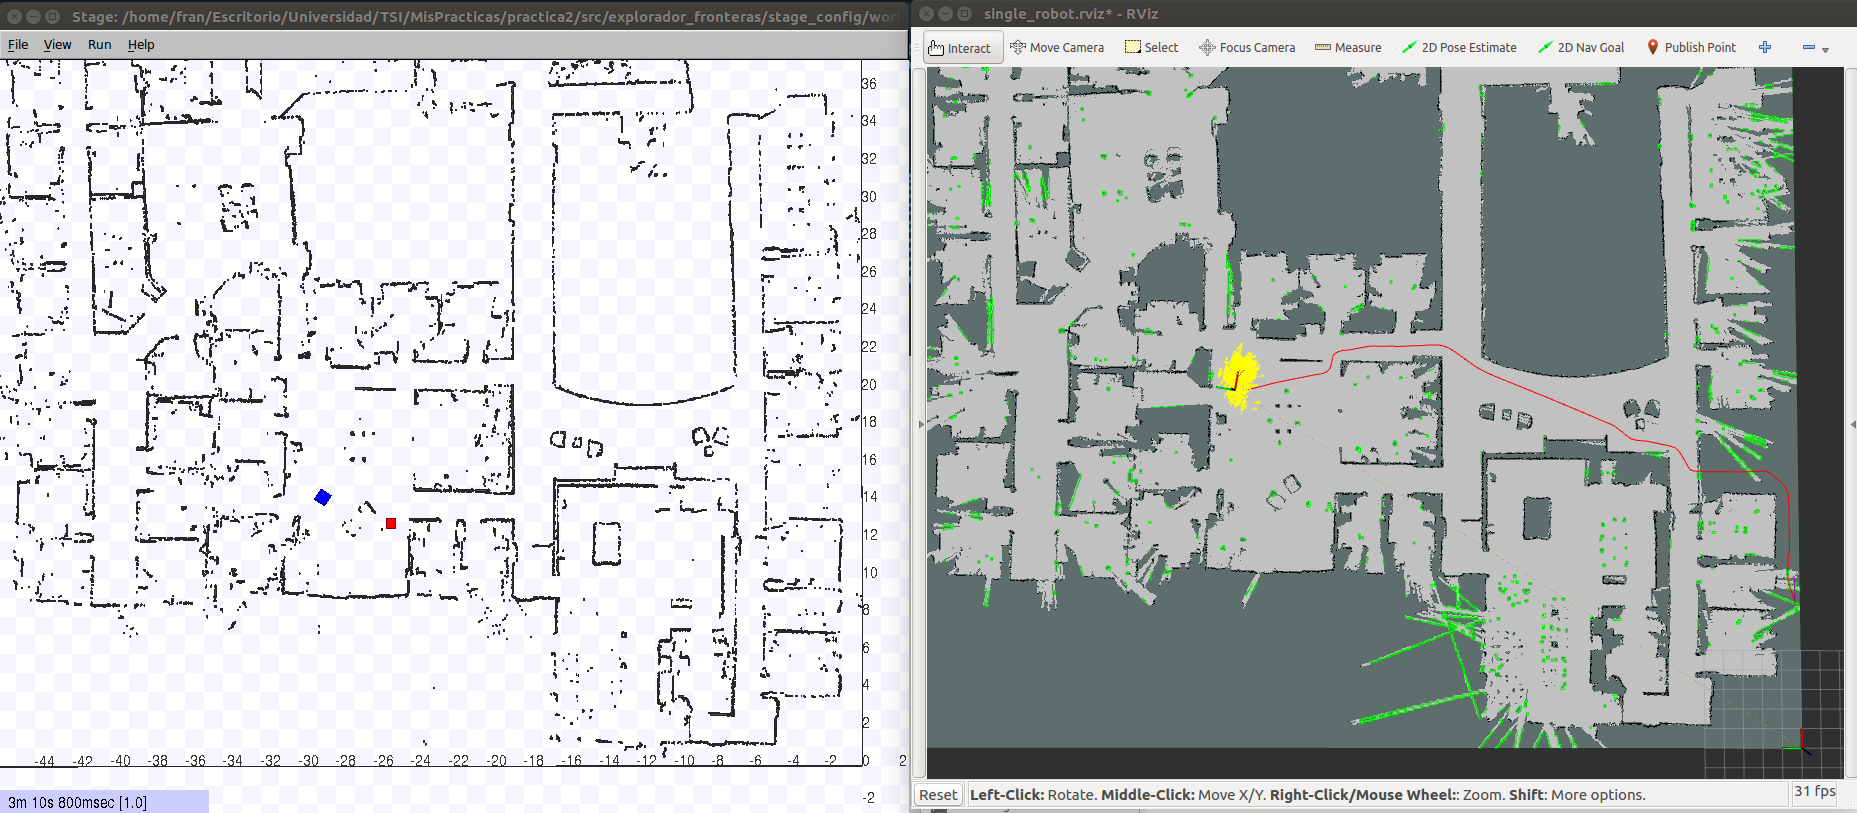 Stage: /home/fran/Escritorio/Universidad/TSI/MisPracticas/practica2/src/explorador_fronteras/stage_config/wor
File View Run Help
36
34
32
30
28
26
24
22
20
18
16
14
12
10
8
6
4
2
-44 -42 -40 -38 -36 -34 -32 -30 -28 -26 -24 -22 -20 -18 -16 -14 -12 -10 -8 -6 -4 -2 0 2
-2
3m 10s 800msec [1.0]
single_robot.rviz* - RViz
Interact Move Camera Select Focus Camera Measure 2D Pose Estimate 2D Nav Goal Publish Point
Reset Left-Click: Rotate. Middle-Click: Move X/Y. Right-Click/Mouse Wheel:: Zoom. Shift: More options. 31 fps